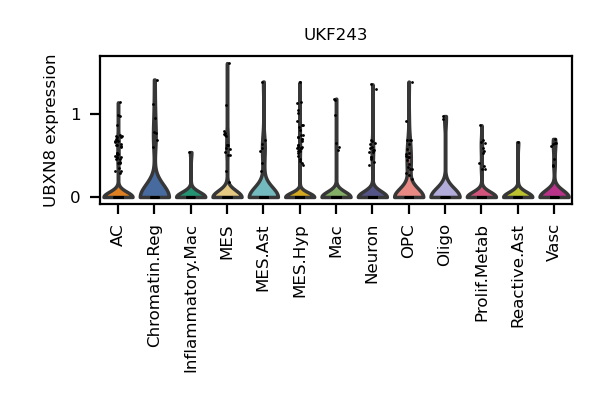 UKF243
UBXN8 expression
1
0
AC
Chromatin.Reg
Inflammatory.Mac
MES
MES.Ast
MES.Hyp
Mac
Neuron
OPC
Oligo
Prolif.Metab
Reactive.Ast
Vasc